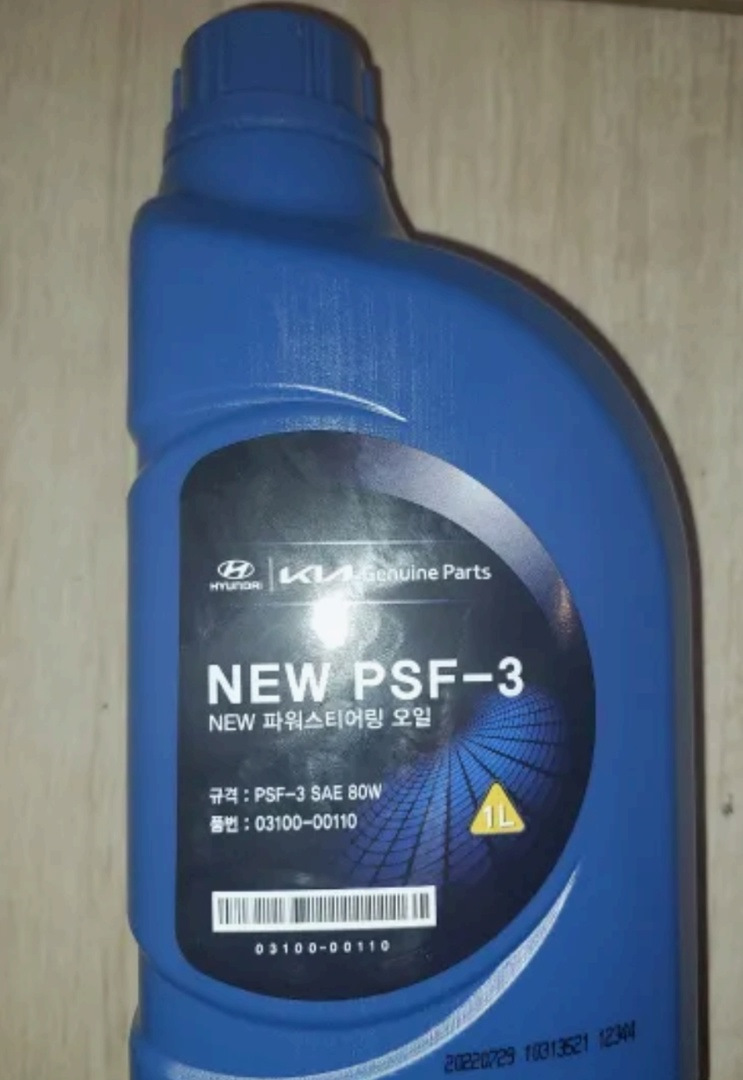 HYUNDAI KIA Genuine Parts
NEW PSF-3
NEW 파워스티어링 오일
규격 : PSF-3 SAE 80W
품번 : 03100-00110
1L
03100-00110
20220729 10313521 12344